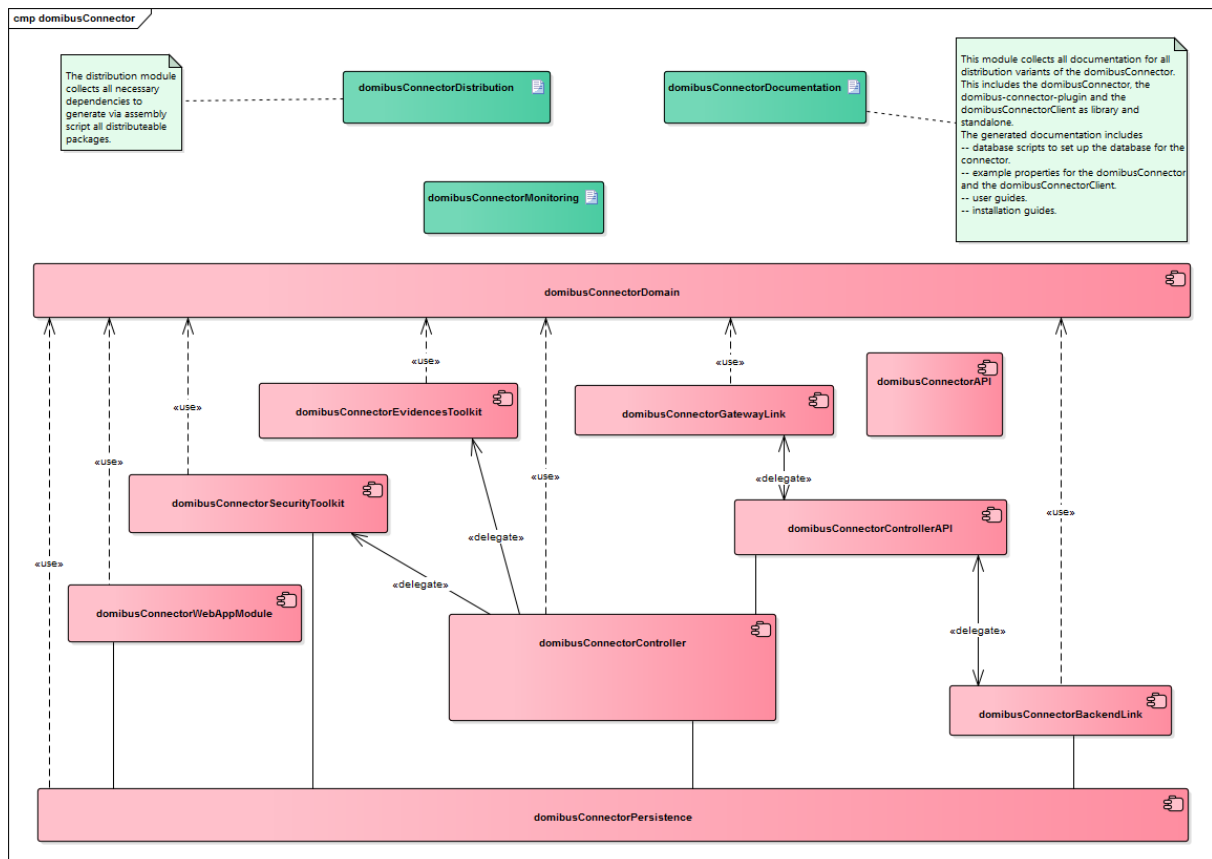 cmp domibusConnector
The distribution module
collects all necessary
dependencies to
generate via assembly
script all distributeable
packages.
domibusConnectorDistribution
domibusConnectorDocumentation
This module collects all documentation for all
distribution variants of the domibusConnector.
This includes the domibusConnector, the
domibus-connector-plugin and the
domibusConnectorClient as library and
standalone.
The generated documentation includes
-- database scripts to set up the database for the
connector.
-- example properties for the domibusConnector
and the domibusConnectorClient.
-- user guides.
-- installation guides.
domibusConnectorMonitoring
domibusConnectorDomain
«use»
«use»
domibusConnectorAPI
domibusConnectorEvidencesToolkit
domibusConnectorGatewayLink
«use»
«use»
«use»
«delegate»
«use»
domibusConnectorSecurityToolkit
domibusConnectorControllerAPI
«delegate»
«use»
«delegate»
domibusConnectorWebAppModule
domibusConnectorController
«delegate»
domibusConnectorBackendLink
domibusConnectorPersistence